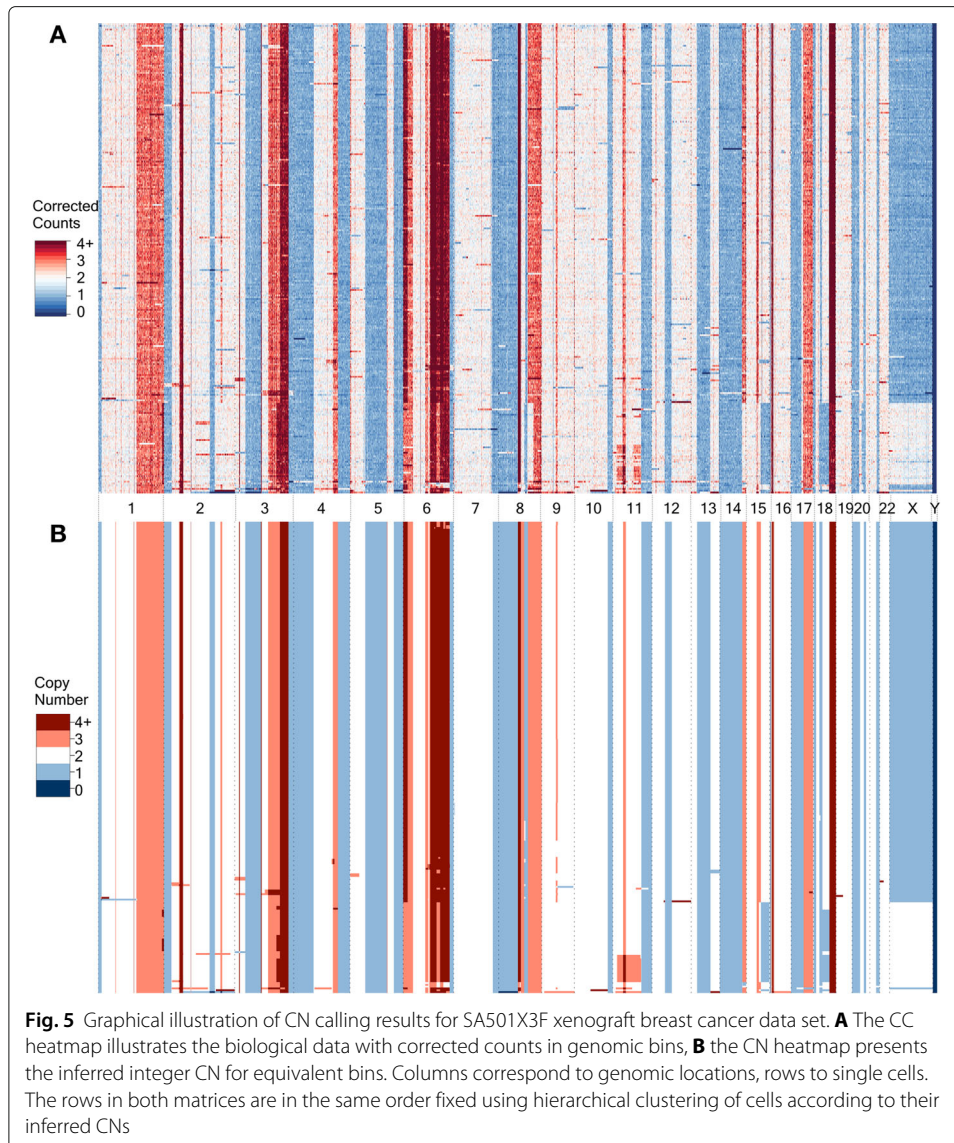 A
Corrected
Counts
4+
3
2
1
0
1 2 3 4 5 6 7 8 9 10 11 12 13 14 15 16 17 18 19 20 22 X Y
B
Copy
Number
4+
3
2
1
0
Fig. 5 Graphical illustration of CN calling results for SA501X3F xenograft breast cancer data set. A The CC
heatmap illustrates the biological data with corrected counts in genomic bins, B the CN heatmap presents
the inferred integer CN for equivalent bins. Columns correspond to genomic locations, rows to single cells.
The rows in both matrices are in the same order fixed using hierarchical clustering of cells according to their
inferred CNs